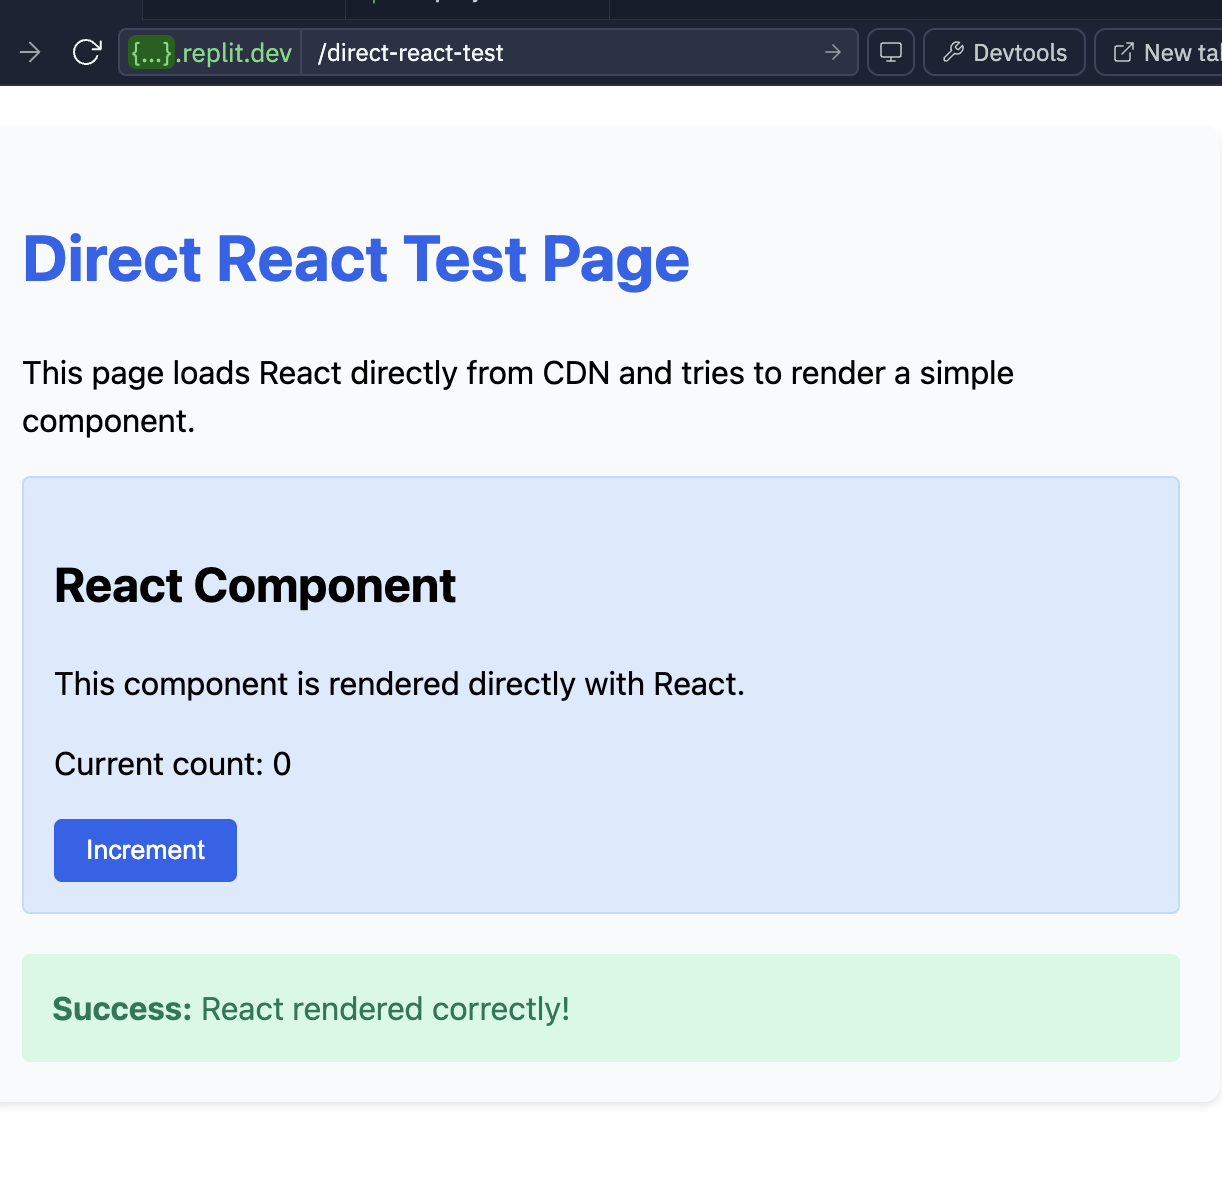 {...}.replit.dev /direct-react-test
Devtools
New tab
Direct React Test Page
This page loads React directly from CDN and tries to render a simple
component.
React Component
This component is rendered directly with React.
Current count: 0
Increment
Success: React rendered correctly!